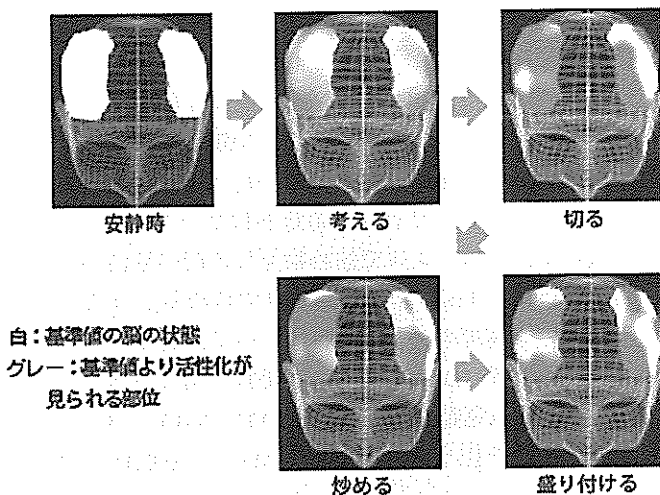 安静時
考える
切る
白：基準値の脳の状態
グレー：基準値より活性化が
見られる部位
炒める
盛り付ける